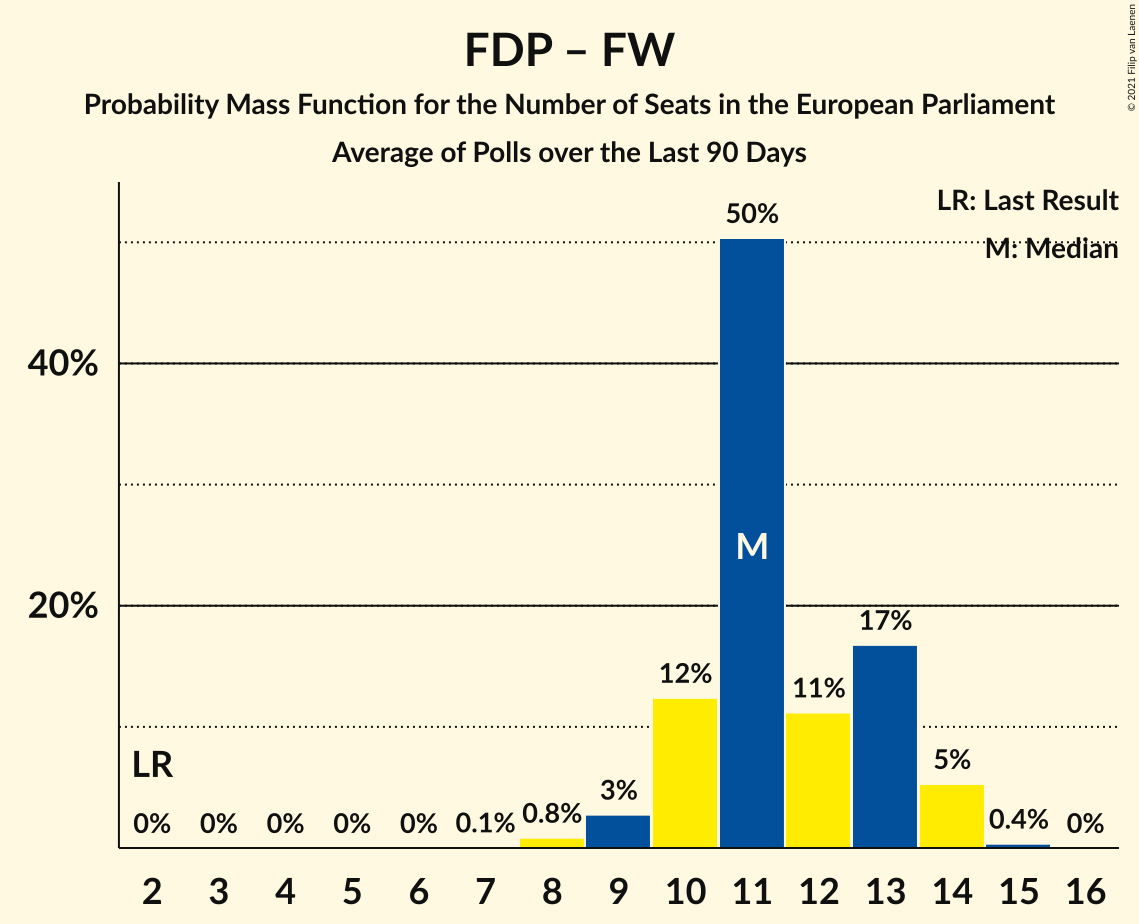 FDP – FW
Probability Mass Function for the Number of Seats in the European Parliament
Average of Polls over the Last 90 Days
© 2021 Filip van Laenen
LR: Last Result
M: Median
50%
40%
M
20%
17%
12%
11%
LR
5%
3%
0% 0% 0% 0% 0% 0.1% 0.8% 0.4% 0%
2 3 4 5 6 7 8 9 10 11 12 13 14 15 16